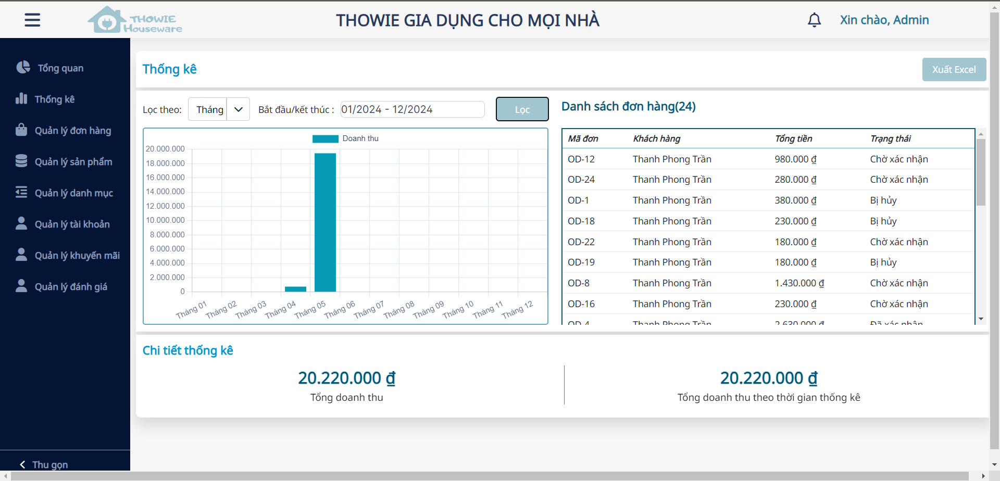 THOWIE
Houseware
THOWIE GIA DỤNG CHO MỌI NHÀ
Xin chào, Admin
Tổng quan
Thống kê
Quản lý đơn hàng
Quản lý sản phẩm
Quản lý danh mục
Quản lý tài khoản
Quản lý khuyến mãi
Quản lý đánh giá
Thu gọn
Thống kê
Xuất Excel
Lọc theo: Tháng Bắt đầu/kết thúc : 01/2024 - 12/2024 Lọc
Doanh thu
20.000.000
18.000.000
16.000.000
14.000.000
12.000.000
10.000.000
8.000.000
6.000.000
4.000.000
2.000.000
0
Tháng 01 Tháng 02 Tháng 03 Tháng 04 Tháng 05 Tháng 06 Tháng 07 Tháng 08 Tháng 09 Tháng 10 Tháng 11 Tháng 12
Danh sách đơn hàng(24)
Mã đơn Khách hàng Tổng tiền Trạng thái
OD-12 Thanh Phong Trần 980.000 ₫ Chờ xác nhận
OD-24 Thanh Phong Trần 280.000 ₫ Chờ xác nhận
OD-1 Thanh Phong Trần 380.000 ₫ Bị hủy
OD-18 Thanh Phong Trần 230.000 ₫ Bị hủy
OD-22 Thanh Phong Trần 180.000 ₫ Chờ xác nhận
OD-19 Thanh Phong Trần 180.000 ₫ Bị hủy
OD-8 Thanh Phong Trần 1.430.000 ₫ Chờ xác nhận
OD-16 Thanh Phong Trần 230.000 ₫ Chờ xác nhận
OD-4 Thanh Phong Trần 2.630.000 ₫ Đã xác nhận
Chi tiết thống kê
20.220.000 ₫
Tổng doanh thu
20.220.000 ₫
Tổng doanh thu theo thời gian thống kê